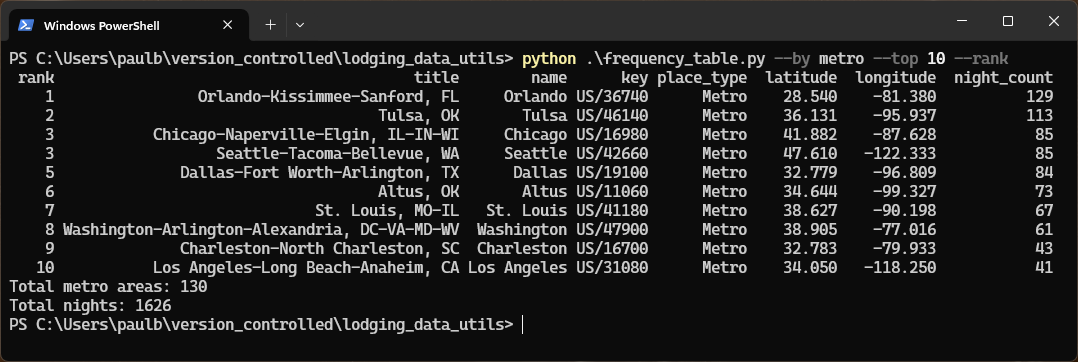 Windows PowerShell
PS C:\Users\paulb\version_controlled\lodging_data_utils> python .\frequency_table.py --by metro --top 10 --rank
rank title name key place_type latitude longitude night_count
1 Orlando-Kissimmee-Sanford, FL Orlando US/36740 Metro 28.540 -81.380 129
2 Tulsa, OK Tulsa US/46140 Metro 36.131 -95.937 113
3 Chicago-Naperville-Elgin, IL-IN-WI Chicago US/16980 Metro 41.882 -87.628 85
3 Seattle-Tacoma-Bellevue, WA Seattle US/42660 Metro 47.610 -122.333 85
5 Dallas-Fort Worth-Arlington, TX Dallas US/19100 Metro 32.779 -96.809 84
6 Altus, OK Altus US/11060 Metro 34.644 -99.327 73
7 St. Louis, MO-IL St. Louis US/41180 Metro 38.627 -90.198 67
8 Washington-Arlington-Alexandria, DC-VA-MD-WV Washington US/47900 Metro 38.905 -77.016 61
9 Charleston-North Charleston, SC Charleston US/16700 Metro 32.783 -79.933 43
10 Los Angeles-Long Beach-Anaheim, CA Los Angeles US/31080 Metro 34.050 -118.250 41
Total metro areas: 130
Total nights: 1626
PS C:\Users\paulb\version_controlled\lodging_data_utils>